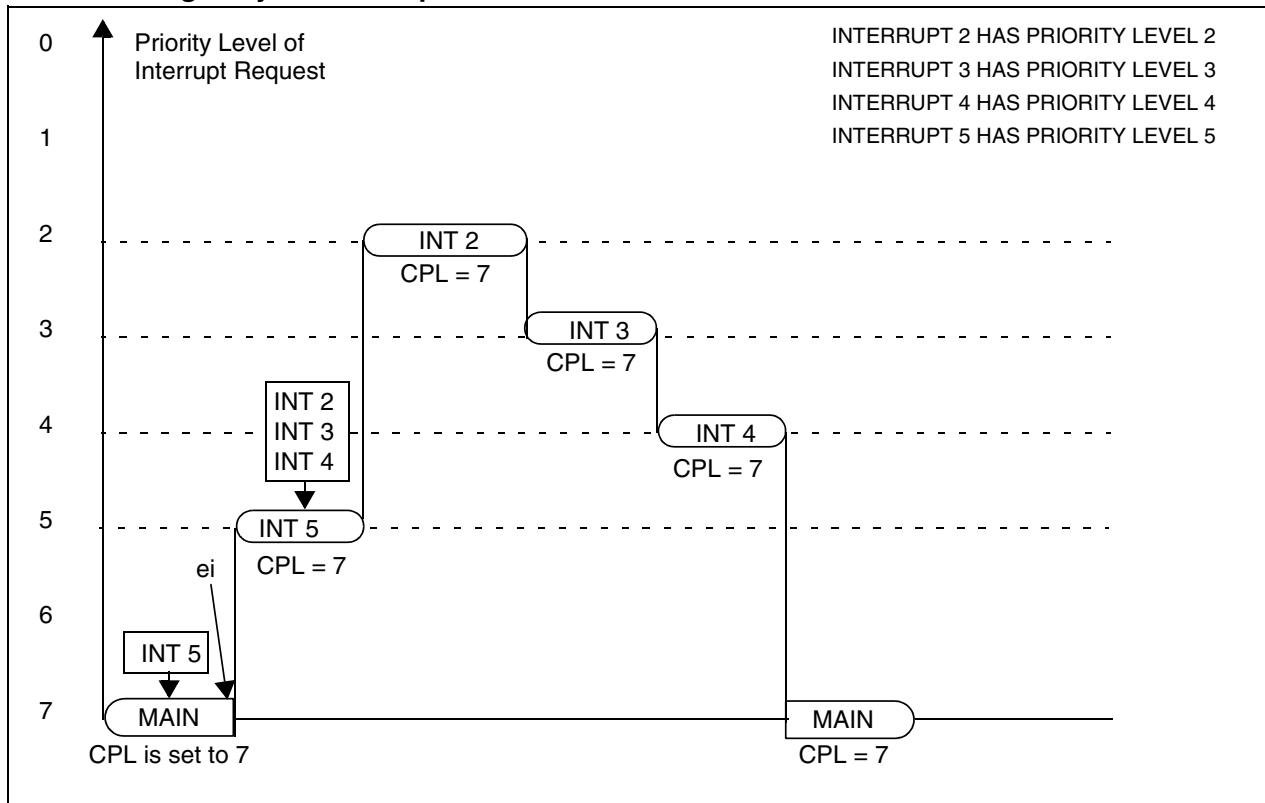 0
Priority Level of
Interrupt Request
INTERRUPT 2 HAS PRIORITY LEVEL 2
INTERRUPT 3 HAS PRIORITY LEVEL 3
INTERRUPT 4 HAS PRIORITY LEVEL 4
INTERRUPT 5 HAS PRIORITY LEVEL 5
1
2
INT 2
CPL = 7
3
INT 3
CPL = 7
INT 2
INT 3
INT 4
4
INT 4
CPL = 7
5
INT 5
CPL = 7
ei
6
INT 5
7
MAIN
CPL is set to 7
MAIN
CPL = 7